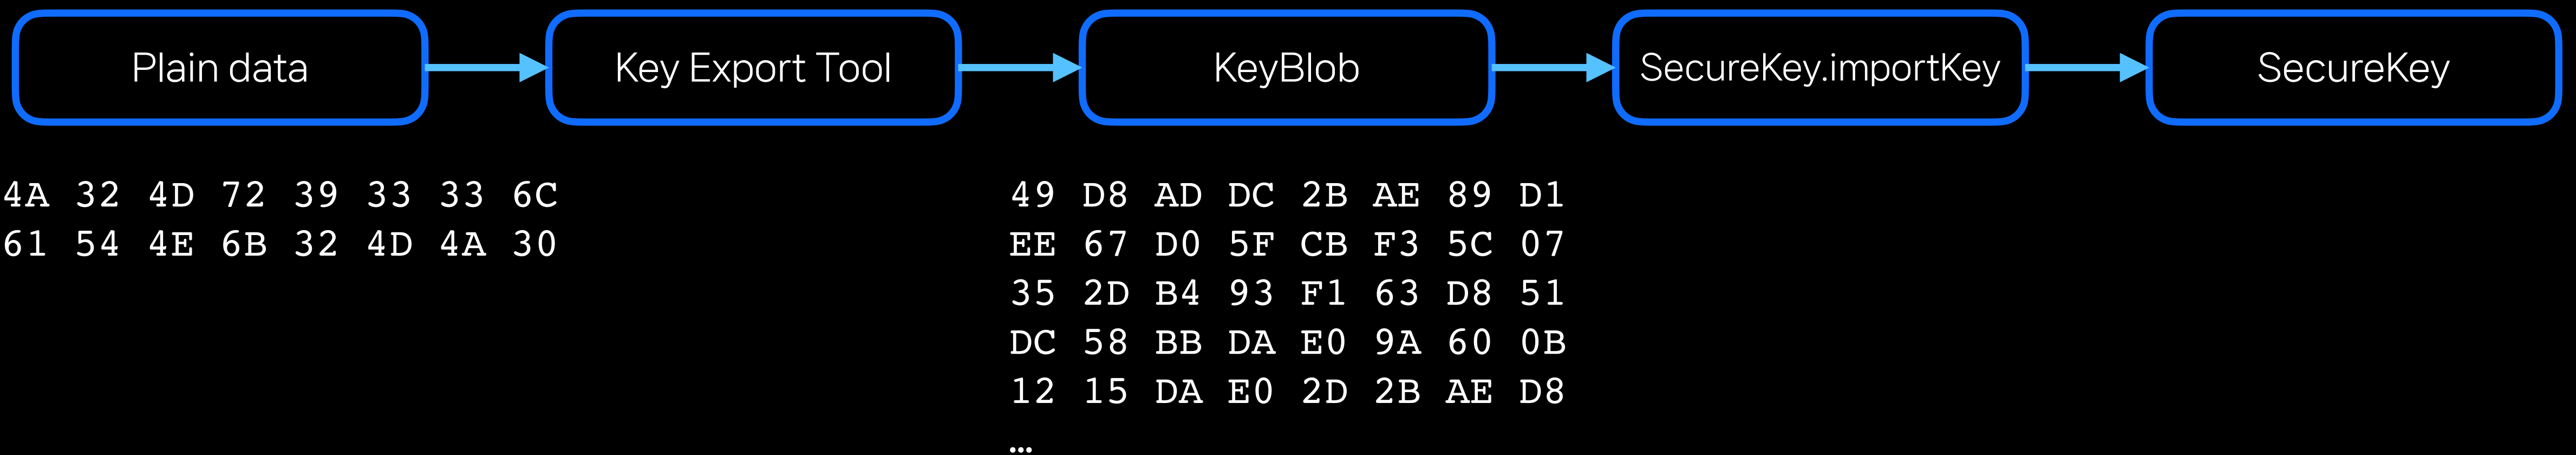 Plain data
Key Export Tool
KeyBlob
SecureKey.importKey
SecureKey
4A 32 4D 72 39 33 33 6C
61 54 4E 6B 32 4D 4A 30
49 D8 AD DC 2B AE 89 D1
EE 67 D0 5F CB F3 5C 07
35 2D B4 93 F1 63 D8 51
DC 58 BB DA E0 9A 60 0B
12 15 DA E0 2D 2B AE D8
…